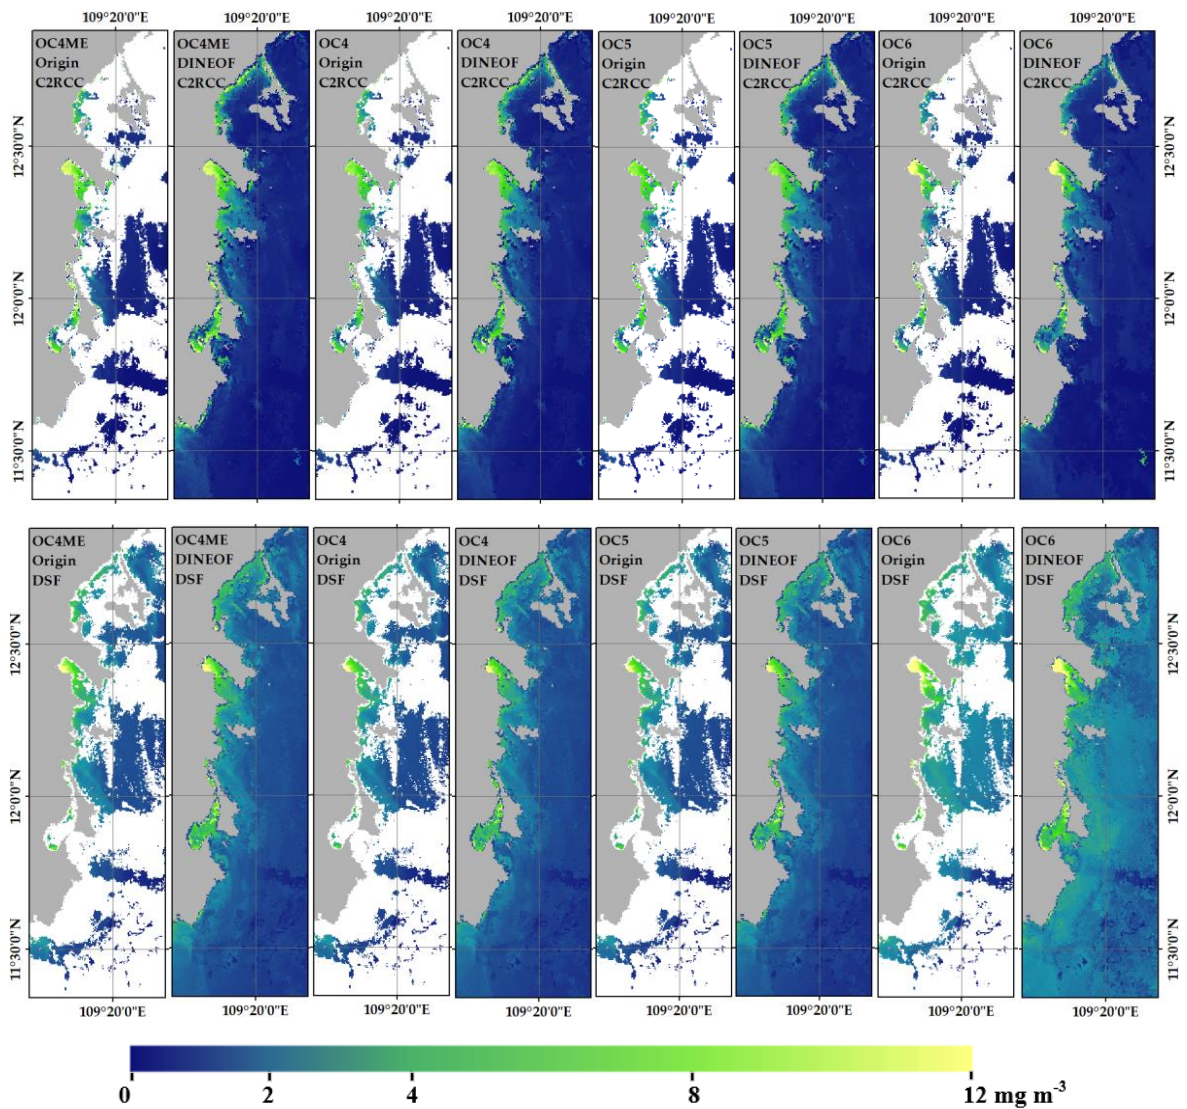 109°20'0"E 109°20'0"E 109°20'0"E 109°20'0"E
109°20'0"E 109°20'0"E 109°20'0"E 109°20'0"E
OC4ME
Origin
C2RCC
OC4ME
DINEOF
C2RCC
OC4
Origin
C2RCC
OC4
DINEOF
C2RCC
OC5
Origin
C2RCC
OC5
DINEOF
C2RCC
OC6
Origin
C2RCC
OC6
DINEOF
C2RCC
12°30'0"N
12°30'0"N
12°0'0"N
12°0'0"N
11°30'0"N
11°30'0"N
OC4ME
Origin
DSF
OC4ME
DINEOF
DSF
OC4
Origin
DSF
OC4
DINEOF
DSF
OC5
Origin
DSF
OC5
DINEOF
DSF
OC6
Origin
DSF
OC6
DINEOF
DSF
12°30'0"N
12°30'0"N
12°0'0"N
12°0'0"N
11°30'0"N
11°30'0"N
109°20'0"E 109°20'0"E 109°20'0"E 109°20'0"E
109°20'0"E 109°20'0"E 109°20'0"E 109°20'0"E
0 2 4 8 12 mg m⁻³